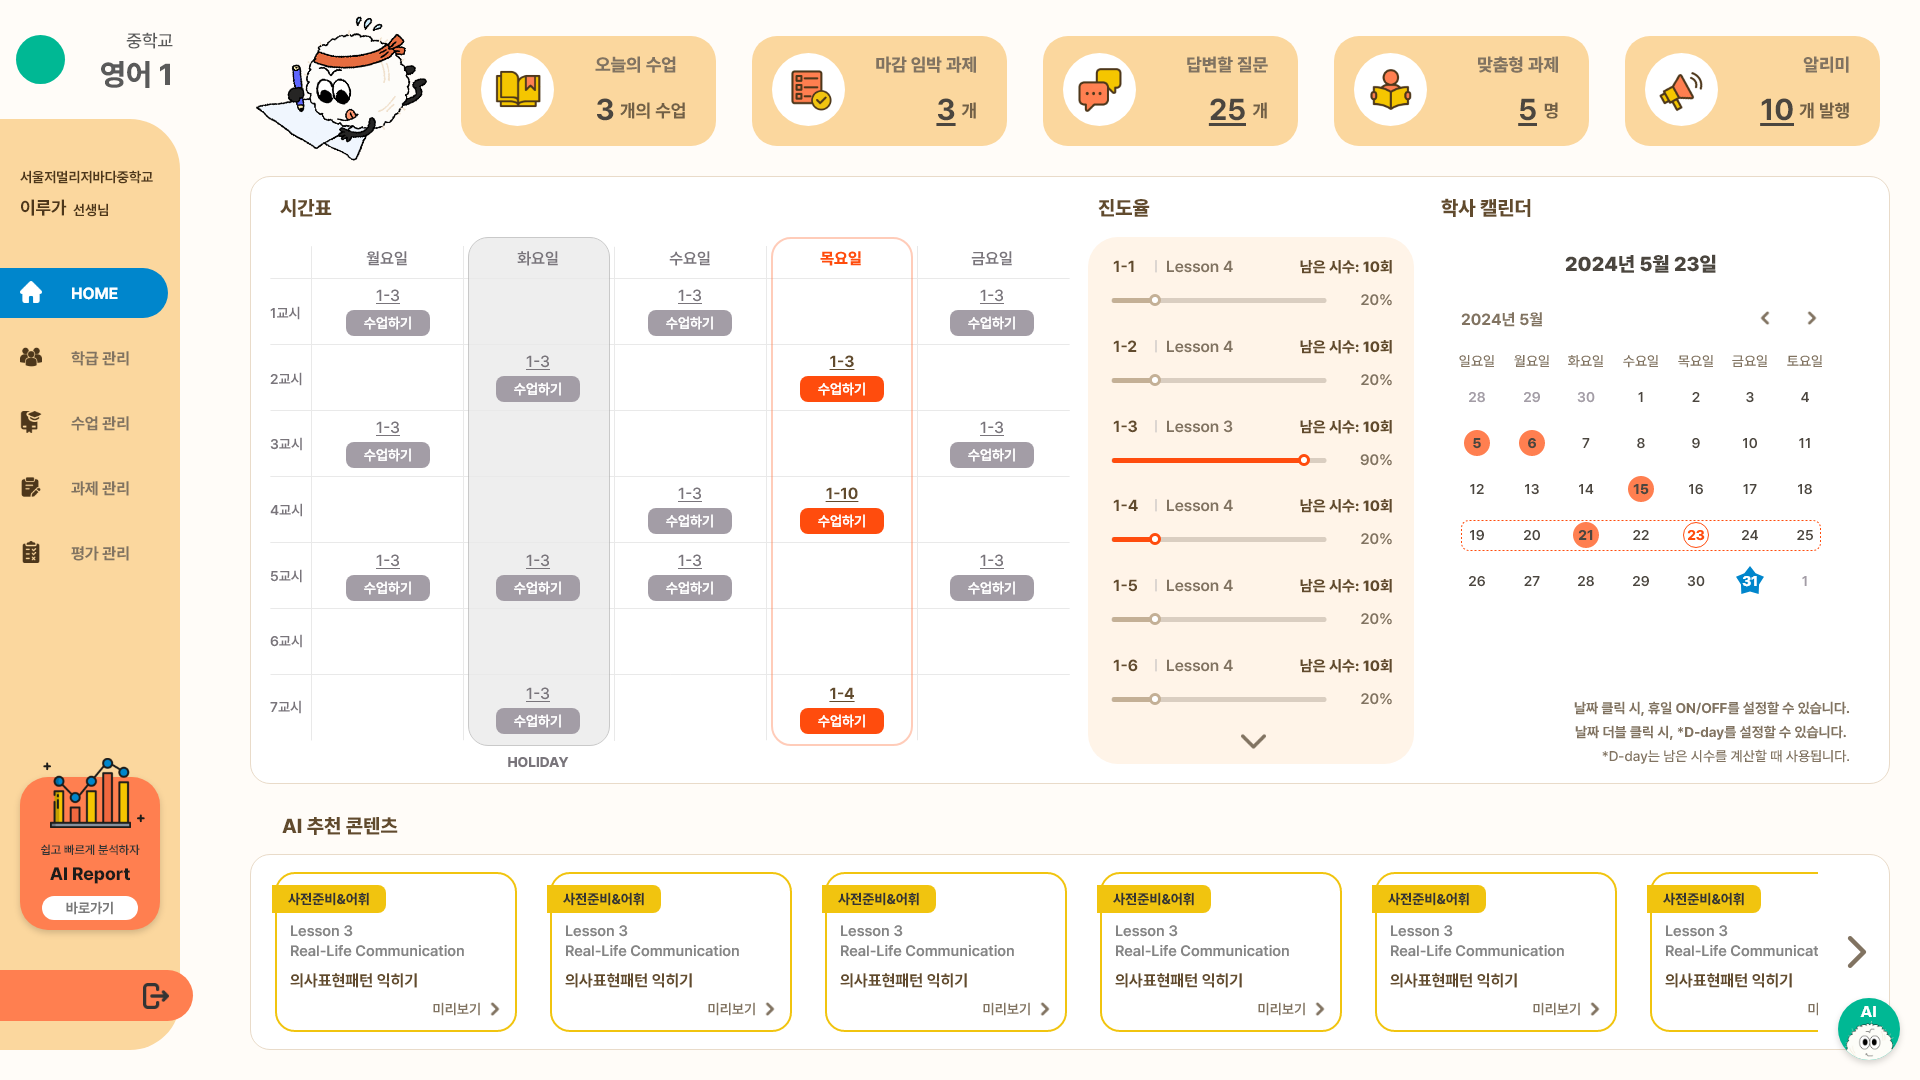 중학교
영어 1
서울저멀리저바다중학교
이루가 선생님
HOME
학급 관리
수업 관리
과제 관리
평가 관리
쉽고 빠르게 분석하자
AI Report
바로가기
오늘의 수업
3 개의 수업
마감 임박 과제
3 개
답변할 질문
25 개
맞춤형 과제
5 명
알리미
10 개 발행
시간표
월요일 화요일 수요일 목요일 금요일
1교시 1-3 1-3 1-3
수업하기 수업하기 수업하기
2교시 1-3 1-3
수업하기 수업하기
3교시 1-3 1-3
수업하기 수업하기
4교시 1-3 1-10
수업하기 수업하기
5교시 1-3 1-3 1-3 1-3
수업하기 수업하기 수업하기 수업하기
6교시
7교시 1-3 1-4
수업하기 수업하기
HOLIDAY
진도율
1-1 Lesson 4 남은 시수: 10회
20%
1-2 Lesson 4 남은 시수: 10회
20%
1-3 Lesson 3 남은 시수: 10회
90%
1-4 Lesson 4 남은 시수: 10회
20%
1-5 Lesson 4 남은 시수: 10회
20%
1-6 Lesson 4 남은 시수: 10회
20%
학사 캘린더
2024년 5월 23일
2024년 5월
일요일 월요일 화요일 수요일 목요일 금요일 토요일
28 29 30 1 2 3 4
5 6 7 8 9 10 11
12 13 14 15 16 17 18
19 20 21 22 23 24 25
26 27 28 29 30 31 1
날짜 클릭 시, 휴일 ON/OFF를 설정할 수 있습니다.
날짜 더블 클릭 시, *D-day를 설정할 수 있습니다.
*D-day는 남은 시수를 계산할 때 사용됩니다.
AI 추천 콘텐츠
사전준비&어휘
Lesson 3
Real-Life Communication
의사표현패턴 익히기
미리보기
사전준비&어휘
Lesson 3
Real-Life Communication
의사표현패턴 익히기
미리보기
사전준비&어휘
Lesson 3
Real-Life Communication
의사표현패턴 익히기
미리보기
사전준비&어휘
Lesson 3
Real-Life Communication
의사표현패턴 익히기
미리보기
사전준비&어휘
Lesson 3
Real-Life Communication
의사표현패턴 익히기
미리보기
사전준비&어휘
Lesson 3
Real-Life Communicat
의사표현패턴 익히기
미
AI